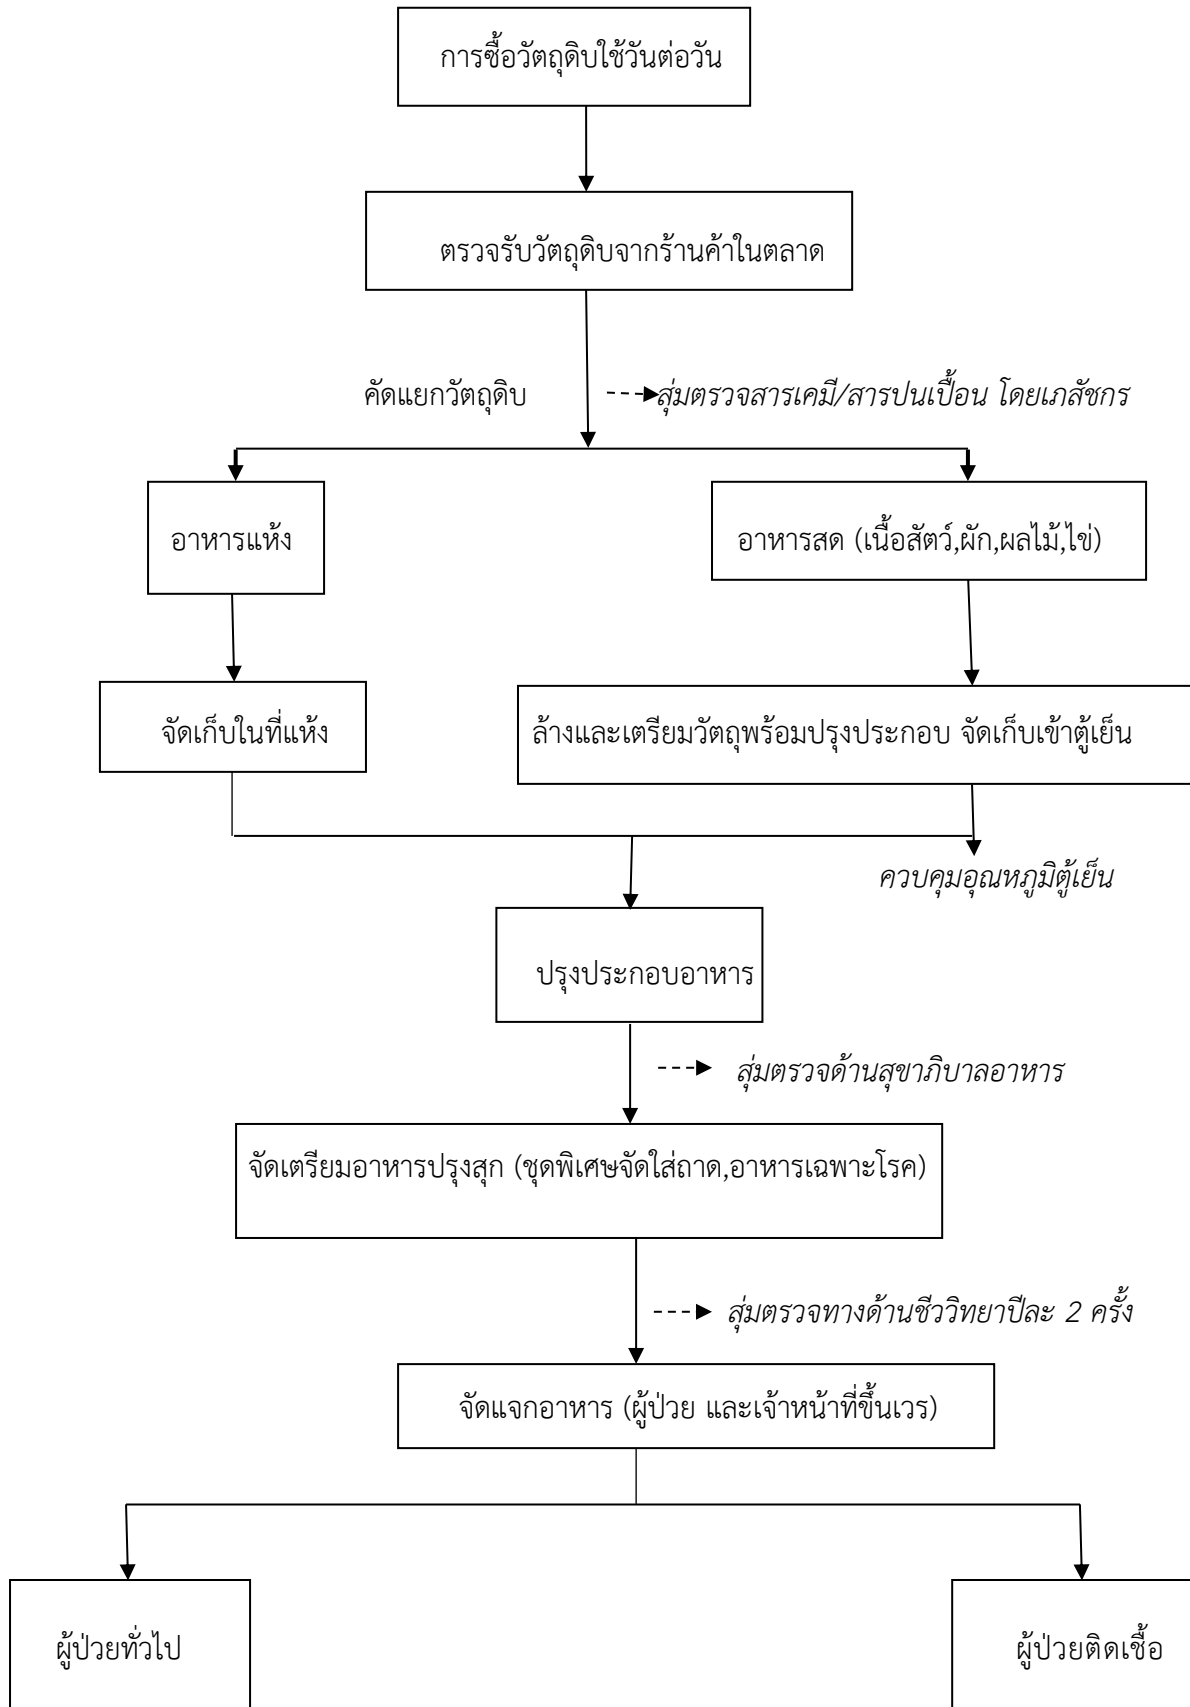 การซื้อวัตถุดิบใช้วันต่อวัน
ตรวจรับวัตถุดิบจากร้านค้าในตลาด
คัดแยกวัตถุดิบ
สุ่มตรวจสารเคมี/สารปนเปื้อน โดยเภสัชกร
อาหารแห้ง
อาหารสด (เนื้อสัตว์,ผัก,ผลไม้,ไข่)
จัดเก็บในที่แห้ง
ล้างและเตรียมวัตถุพร้อมปรุงประกอบ จัดเก็บเข้าตู้เย็น
ควบคุมอุณหภูมิตู้เย็น
ปรุงประกอบอาหาร
สุ่มตรวจด้านสุขาภิบาลอาหาร
จัดเตรียมอาหารปรุงสุก (ชุดพิเศษจัดใส่ถาด,อาหารเฉพาะโรค)
สุ่มตรวจทางด้านชีววิทยาปีละ 2 ครั้ง
จัดแจกอาหาร (ผู้ป่วย และเจ้าหน้าที่ขึ้นเวร)
ผู้ป่วยทั่วไป
ผู้ป่วยติดเชื้อ